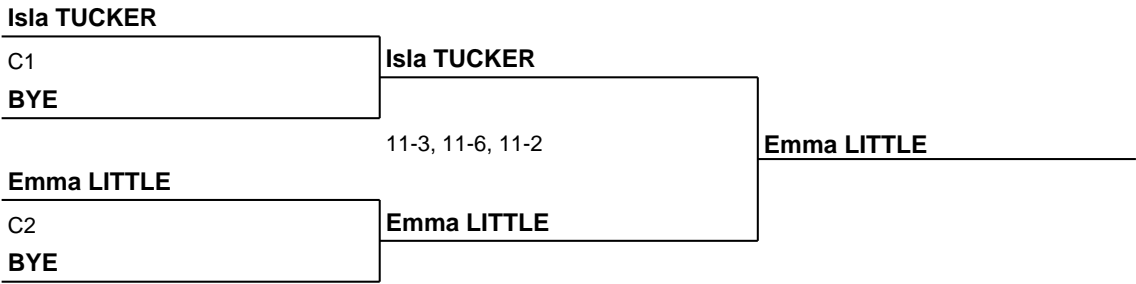 Isla TUCKER
C1
Isla TUCKER
BYE
11-3, 11-6, 11-2
Emma LITTLE
Emma LITTLE
C2
Emma LITTLE
BYE